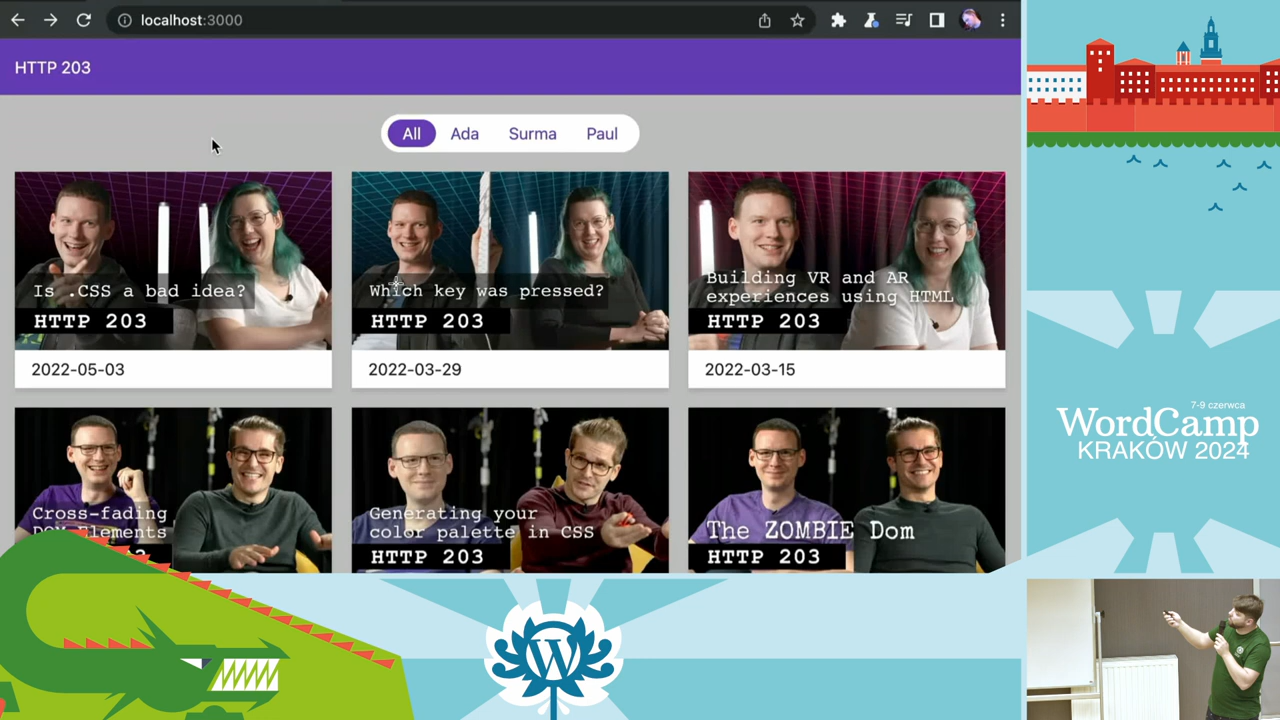 localhost:3000
HTTP 203
All Ada Surma Paul
Is .CSS a bad idea?
HTTP 203
2022-05-03
Which key was pressed?
HTTP 203
2022-03-29
Building VR and AR
experiences using HTML
HTTP 203
2022-03-15
Cross-fading
DOM Elements
Generating your
color palette in CSS
HTTP 203
The ZOMBIE Dom
HTTP 203
7-9 czerwca
WordCamp
KRAKÓW 2024